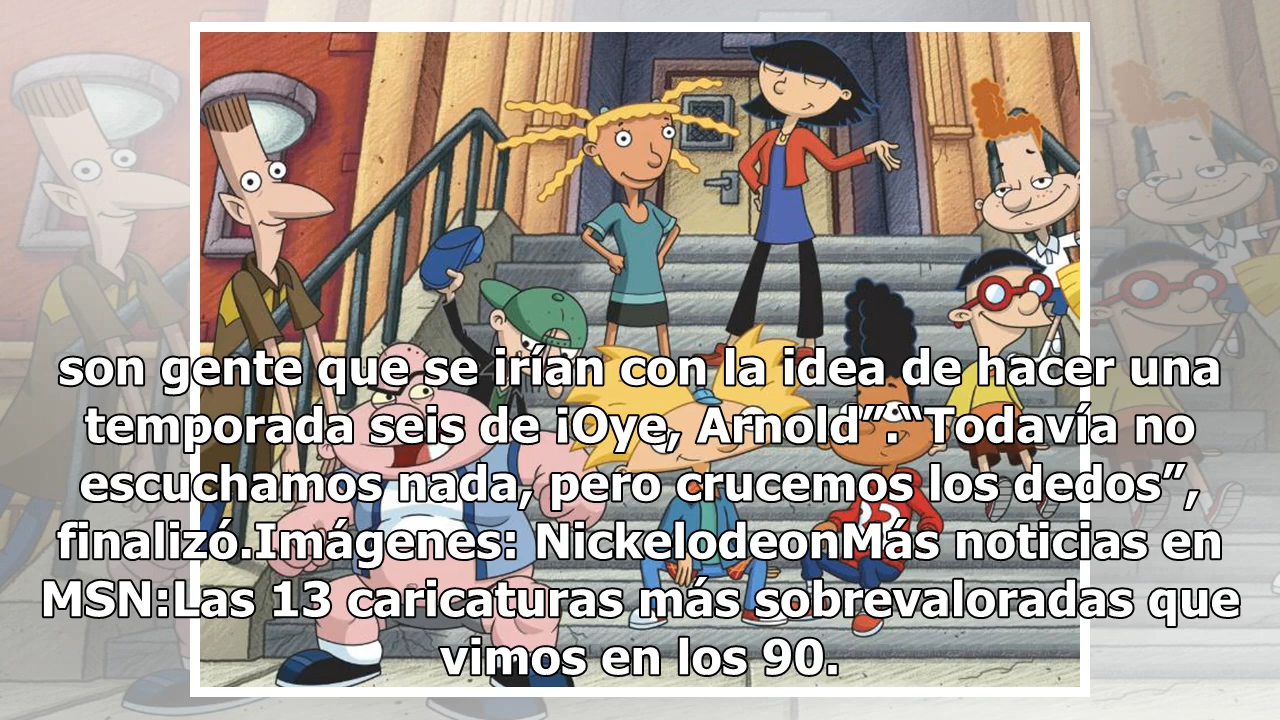 son gente que se irían con la idea de hacer una
temporada seis de iOye, Arnold”.“Todavía no
escuchamos nada, pero crucemos los dedos”,
finalizó.Imágenes: NickelodeonMás noticias en
MSN:Las 13 caricaturas más sobrevaloradas que
vimos en los 90.